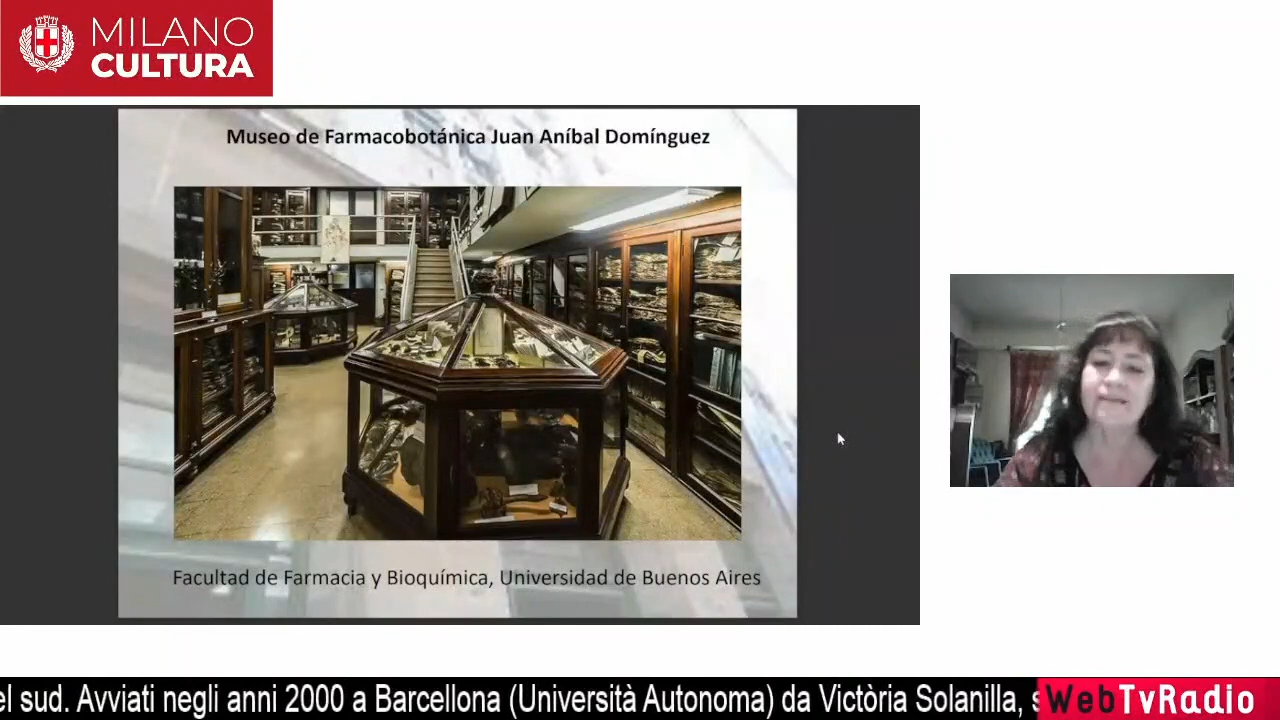 MILANO
CULTURA
Museo de Farmacobotánica Juan Aníbal Domínguez
Facultad de Farmacia y Bioquímica, Universidad de Buenos Aires
el sud. Avviati negli anni 2000 a Barcellona (Università Autonoma) da Victòria Solanilla, s
WebTvRadio